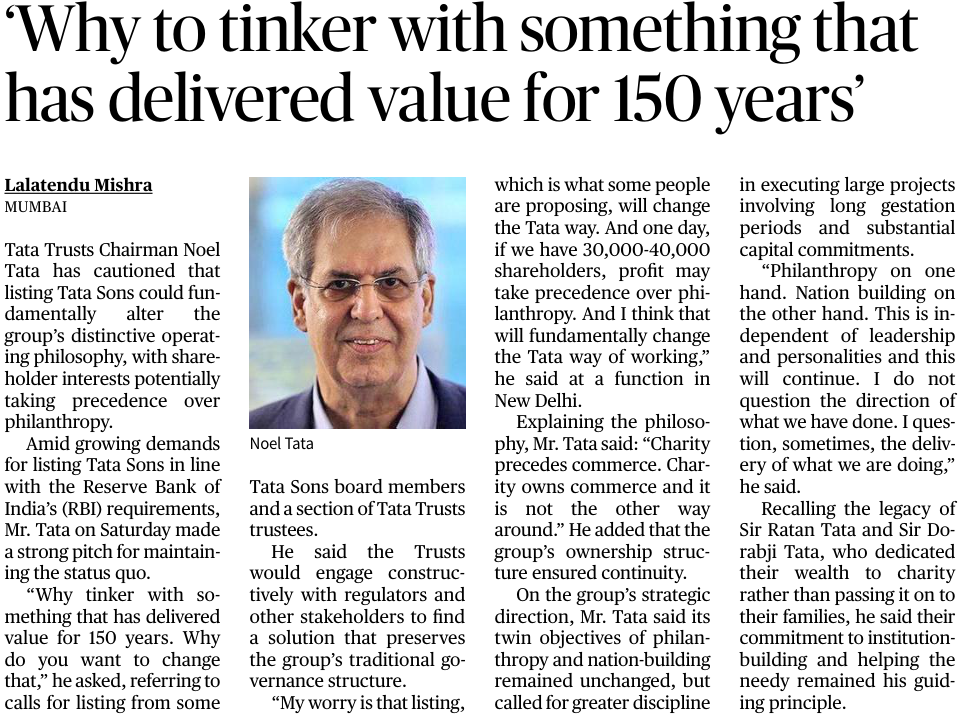 ‘Why to tinker with something that
has delivered value for 150 years’
Lalatendu Mishra
MUMBAI
Tata Trusts Chairman Noel
Tata has cautioned that
listing Tata Sons could fun-
damentally alter the
group’s distinctive operat-
ing philosophy, with share-
holder interests potentially
taking precedence over
philanthropy.
Amid growing demands
for listing Tata Sons in line
with the Reserve Bank of
India’s (RBI) requirements,
Mr. Tata on Saturday made
a strong pitch for maintain-
ing the status quo.
“Why tinker with so-
mething that has delivered
value for 150 years. Why
do you want to change
that,” he asked, referring to
calls for listing from some
Noel Tata
Tata Sons board members
and a section of Tata Trusts
trustees.
He said the Trusts
would engage construc-
tively with regulators and
other stakeholders to find
a solution that preserves
the group’s traditional go-
vernance structure.
“My worry is that listing,
which is what some people
are proposing, will change
the Tata way. And one day,
if we have 30,000-40,000
shareholders, profit may
take precedence over phi-
lanthropy. And I think that
will fundamentally change
the Tata way of working,”
he said at a function in
New Delhi.
Explaining the philoso-
phy, Mr. Tata said: “Charity
precedes commerce. Char-
ity owns commerce and it
is not the other way
around.” He added that the
group’s ownership struc-
ture ensured continuity.
On the group’s strategic
direction, Mr. Tata said its
twin objectives of philan-
thropy and nation-building
remained unchanged, but
called for greater discipline
in executing large projects
involving long gestation
periods and substantial
capital commitments.
“Philanthropy on one
hand. Nation building on
the other hand. This is in-
dependent of leadership
and personalities and this
will continue. I do not
question the direction of
what we have done. I ques-
tion, sometimes, the deliv-
ery of what we are doing,”
he said.
Recalling the legacy of
Sir Ratan Tata and Sir Do-
rabji Tata, who dedicated
their wealth to charity
rather than passing it on to
their families, he said their
commitment to institution-
building and helping the
needy remained his guid-
ing principle.